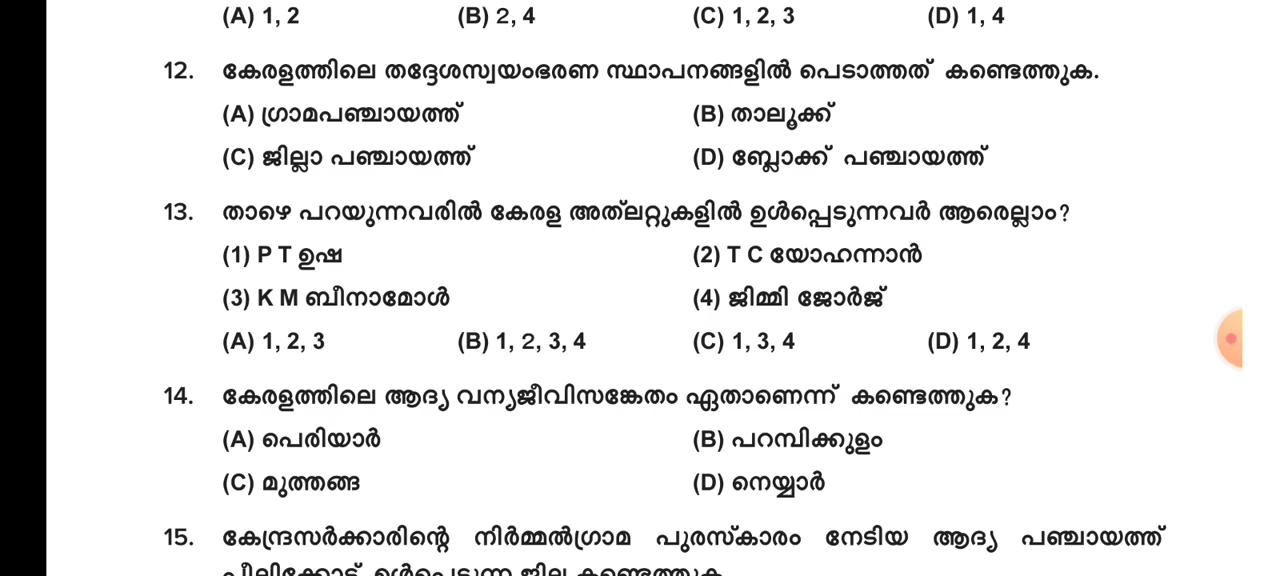 (A) 1, 2 (B) 2, 4 (C) 1, 2, 3 (D) 1, 4
12. കേരളത്തിലെ തദ്ദേശസ്വയംഭരണ സ്ഥാപനങ്ങളിൽ പെടാത്തത് കണ്ടെത്തുക.
(A) ഗ്രാമപഞ്ചായത്ത് (B) താലൂക്ക്
(C) ജില്ലാ പഞ്ചായത്ത് (D) ബ്ലോക്ക് പഞ്ചായത്ത്
13. താഴെ പറയുന്നവരിൽ കേരള അത്‌ലറ്റുകളിൽ ഉൾപ്പെടുന്നവർ ആരെല്ലാം?
(1) P T ഉഷ (2) T C യോഹന്നാൻ
(3) K M ബീനാമോൾ (4) ജിമ്മി ജോർജ്
(A) 1, 2, 3 (B) 1, 2, 3, 4 (C) 1, 3, 4 (D) 1, 2, 4
14. കേരളത്തിലെ ആദ്യ വന്യജീവിസങ്കേതം ഏതാണെന്ന് കണ്ടെത്തുക?
(A) പെരിയാർ (B) പറമ്പിക്കുളം
(C) മുത്തങ്ങ (D) നെയ്യാർ
15. കേന്ദ്രസർക്കാരിന്റെ നിർമ്മൽഗ്രാമ പുരസ്കാരം നേടിയ ആദ്യ പഞ്ചായത്ത്
പീലിക്കോട് ഉൾപ്പെടുന്ന ജില്ല കണ്ടെത്തുക